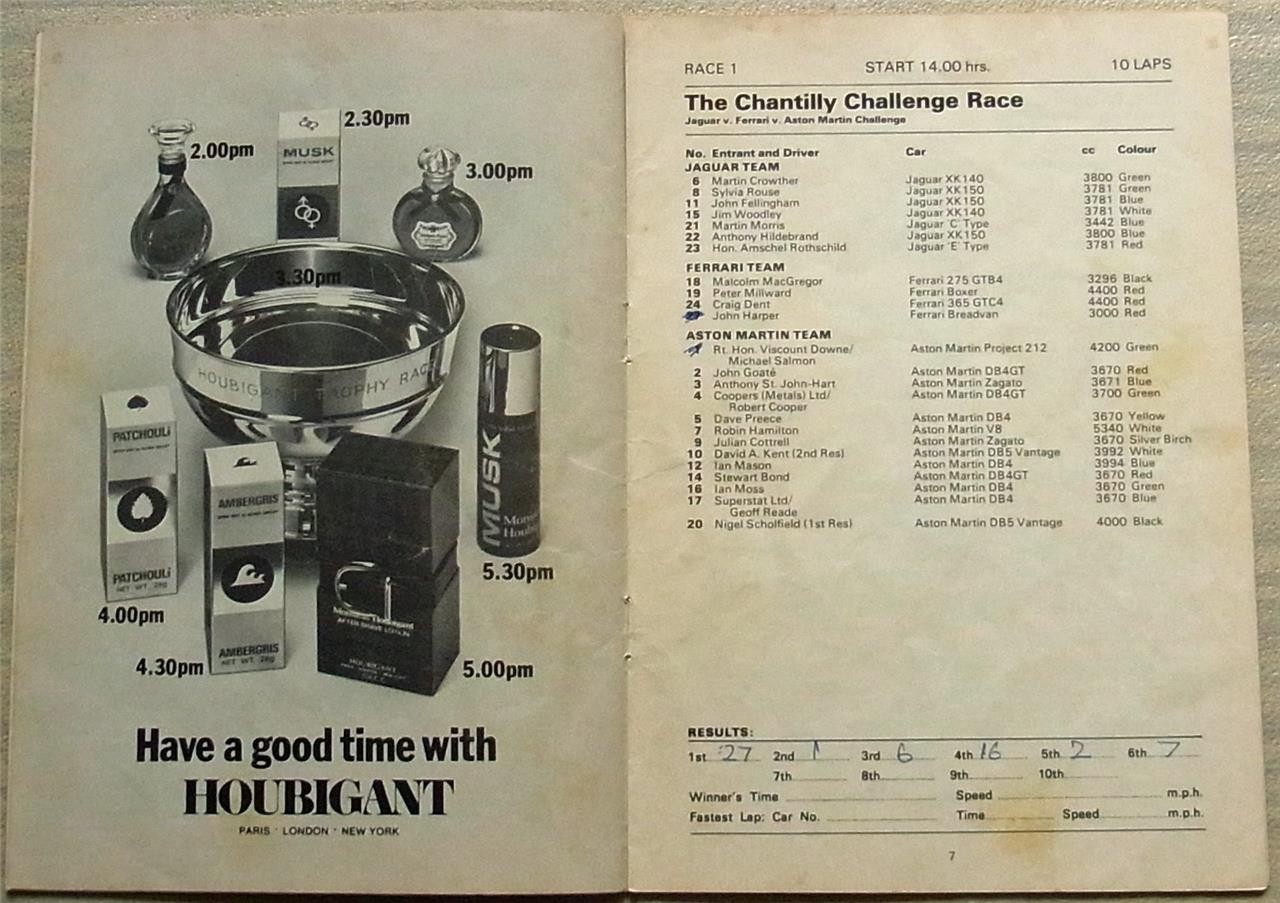 2.00pm
2.30pm
MUSK
3.00pm
3.30pm
HOUBIGANT TROPHY RACE
PATCHOULi
PATCHOULi
NET WT. 28g
4.00pm
AMBERGRIS
AMBERGRIS
NET WT. 28g
4.30pm
Monsieur Houbigant
AFTER SHAVE LOTION
HOUBIGANT
5.00pm
MUSK
5.30pm
Have a good time with
HOUBIGANT
PARIS · LONDON · NEW YORK
RACE 1 START 14.00 hrs. 10 LAPS
The Chantilly Challenge Race
Jaguar v. Ferrari v. Aston Martin Challenge
No. Entrant and Driver Car cc Colour
JAGUAR TEAM
6 Martin Crowther Jaguar XK140 3800 Green
8 Sylvia Rouse Jaguar XK150 3781 Green
11 John Fellingham Jaguar XK150 3781 Blue
15 Jim Woodley Jaguar XK140 3781 White
21 Martin Morris Jaguar 'C' Type 3442 Blue
22 Anthony Hildebrand Jaguar XK150 3800 Blue
23 Hon. Amschel Rothschild Jaguar 'E' Type 3781 Red
FERRARI TEAM
18 Malcolm MacGregor Ferrari 275 GTB4 3296 Black
19 Peter Millward Ferrari Boxer 4400 Red
24 Craig Dent Ferrari 365 GTC4 4400 Red
John Harper Ferrari Breadvan 3000 Red
ASTON MARTIN TEAM
Rt. Hon. Viscount Downe/ Aston Martin Project 212 4200 Green
Michael Salmon
2 John Goate Aston Martin DB4GT 3670 Red
3 Anthony St. John-Hart Aston Martin Zagato 3671 Blue
4 Coopers (Metals) Ltd/ Aston Martin DB4GT 3700 Green
Robert Cooper
5 Dave Preece Aston Martin DB4 3670 Yellow
7 Robin Hamilton Aston Martin V8 5340 White
9 Julian Cottrell Aston Martin Zagato 3670 Silver Birch
10 David A. Kent (2nd Res) Aston Martin DB5 Vantage 3992 White
12 Ian Mason Aston Martin DB4 3994 Blue
14 Stewart Bond Aston Martin DB4GT 3670 Red
16 Ian Moss Aston Martin DB4 3670 Green
17 Superstat Ltd/ Aston Martin DB4 3670 Blue
Geoff Reade
20 Nigel Scholfield (1st Res) Aston Martin DB5 Vantage 4000 Black
RESULTS:
1st 27 2nd 1 3rd 6 4th 16 5th 2 6th 7
7th 8th 9th 10th
Winner's Time Speed m.p.h.
Fastest Lap: Car No. Time Speed m.p.h.
7